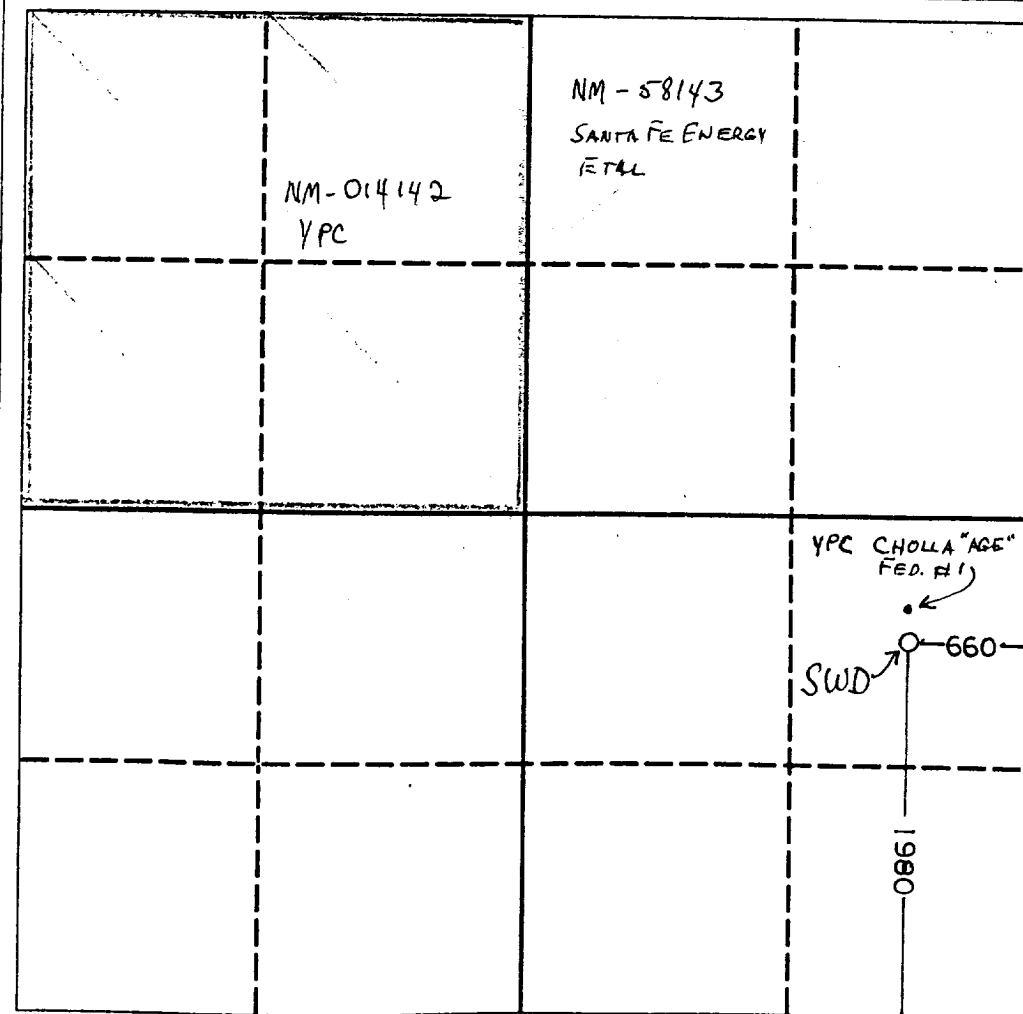 NM-58143
SANTA FE ENERGY
ETAL
NM-014142
YPC
YPC CHOLLA "AGE"
FED. #1
660
SWD
1980